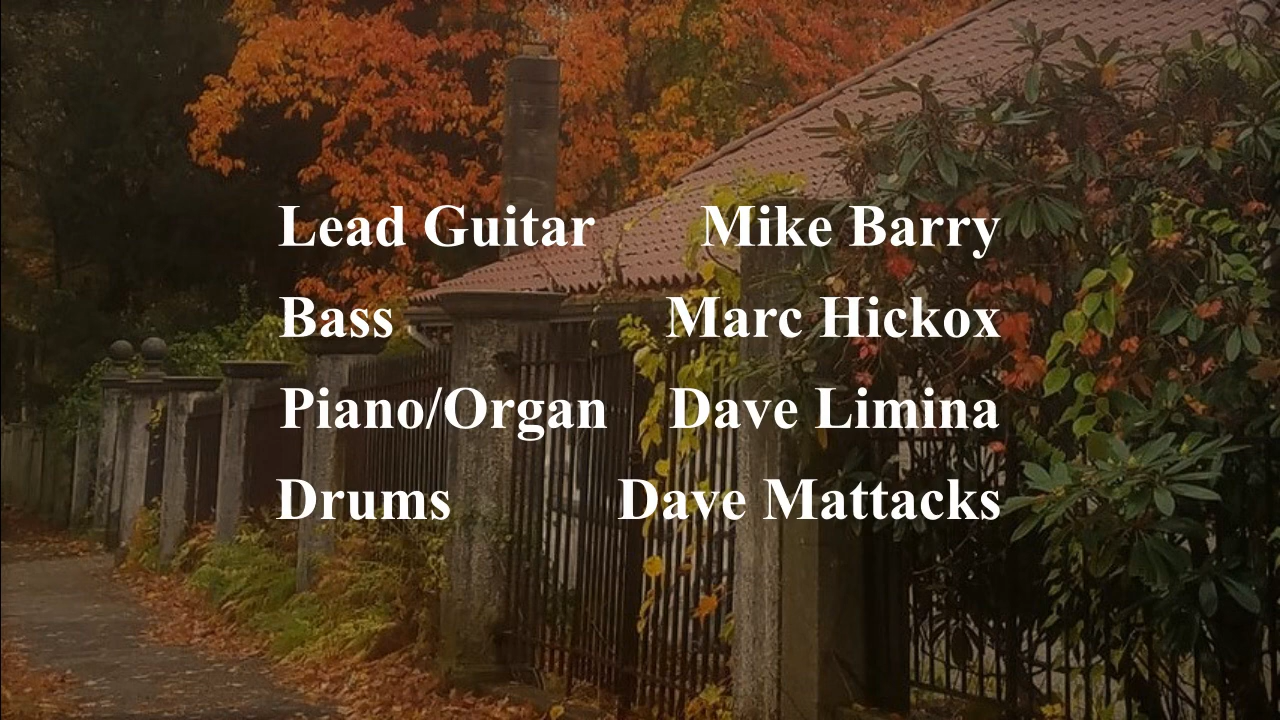 Lead Guitar Mike Barry
Bass Marc Hickox
Piano/Organ Dave Limina
Drums Dave Mattacks